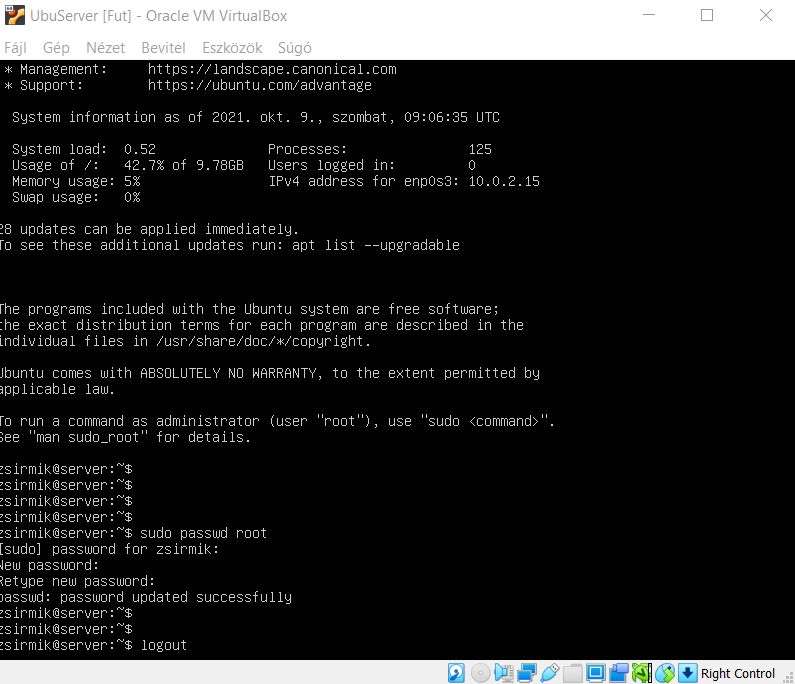 UbuServer [Fut] - Oracle VM VirtualBox
Fájl Gép Nézet Bevitel Eszközök Súgó
* Management: https://landscape.canonical.com
* Support: https://ubuntu.com/advantage
System information as of 2021. okt. 9., szombat, 09:06:35 UTC
System load: 0.52 Processes: 125
Usage of /: 42.7% of 9.78GB Users logged in: 0
Memory usage: 5% IPv4 address for enp0s3: 10.0.2.15
Swap usage: 0%
28 updates can be applied immediately.
To see these additional updates run: apt list --upgradable
The programs included with the Ubuntu system are free software;
the exact distribution terms for each program are described in the
individual files in /usr/share/doc/*/copyright.
Ubuntu comes with ABSOLUTELY NO WARRANTY, to the extent permitted by
applicable law.
To run a command as administrator (user "root"), use "sudo <command>".
See "man sudo_root" for details.
zsirmik@server:~$
zsirmik@server:~$
zsirmik@server:~$
zsirmik@server:~$
zsirmik@server:~$ sudo passwd root
[sudo] password for zsirmik:
New password:
Retype new password:
passwd: password updated successfully
zsirmik@server:~$
zsirmik@server:~$
zsirmik@server:~$ logout
Right Control